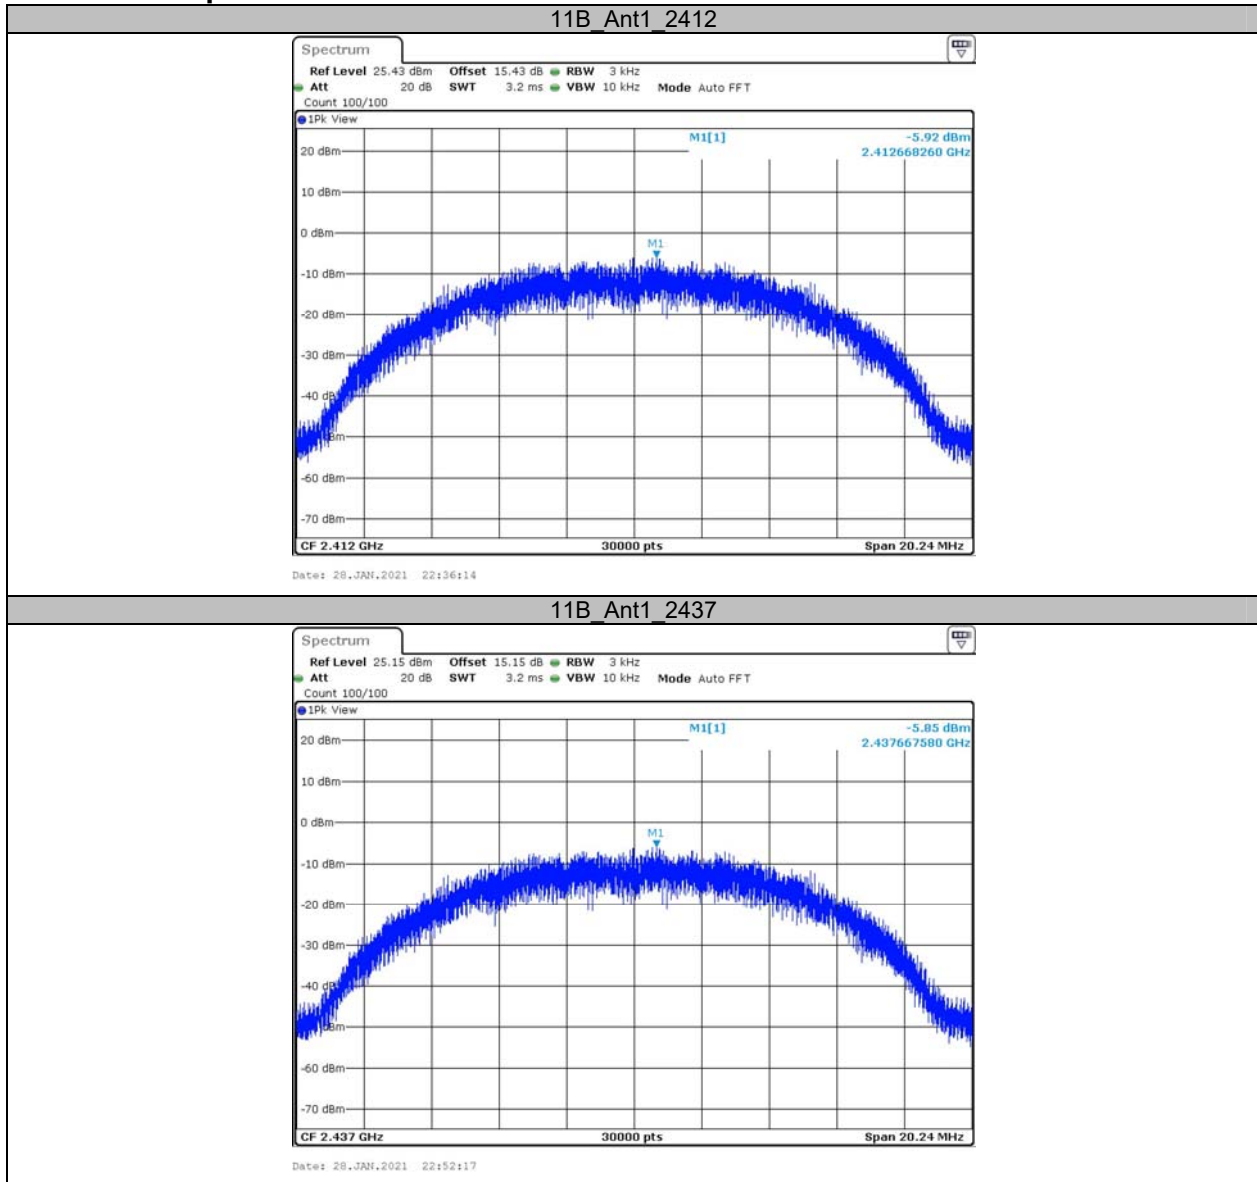 11B_Ant1_2412
Spectrum
Ref Level 25.43 dBm Offset 15.43 dB RBW 3 kHz
Att 20 dB SWT 3.2 ms VBW 10 kHz Mode Auto FFT
Count 100/100
1Pk View
M1[1] -5.92 dBm
20 dBm
2.412668260 GHz
10 dBm
0 dBm
M1
-10 dBm
-20 dBm
-30 dBm
-40 dB
-60 dBm
-70 dBm
CF 2.412 GHz 30000 pts Span 20.24 MHz
Date: 28.JAN.2021 22:36:14
11B_Ant1_2437
Spectrum
Ref Level 25.15 dBm Offset 15.15 dB RBW 3 kHz
Att 20 dB SWT 3.2 ms VBW 10 kHz Mode Auto FFT
Count 100/100
1Pk View
M1[1] -5.85 dBm
20 dBm
2.437667580 GHz
10 dBm
0 dBm
M1
-10 dBm
-20 dBm
-30 dBm
-40 dB
-60 dBm
-70 dBm
CF 2.437 GHz 30000 pts Span 20.24 MHz
Date: 28.JAN.2021 22:52:17